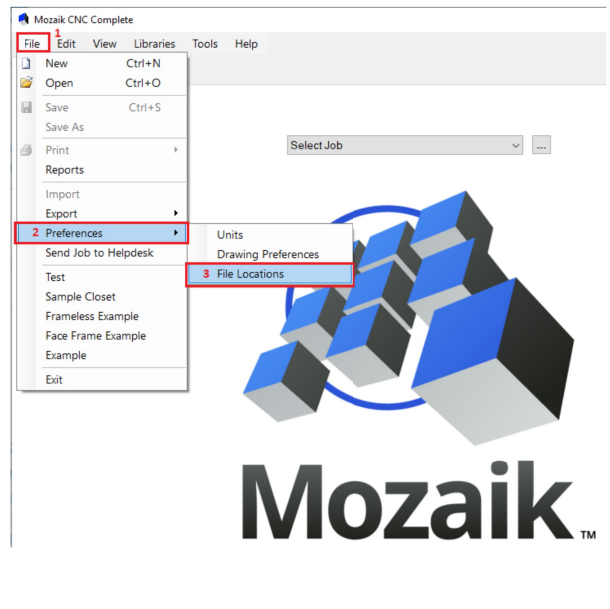 Mozaik CNC Complete
1
File Edit View Libraries Tools Help
New Ctrl+N
Open Ctrl+O
Save Ctrl+S
Save As
Select Job ...
Print
Reports
Import
Export
2 Preferences
Units
Send Job to Helpdesk
Drawing Preferences
Test
3 File Locations
Sample Closet
Frameless Example
Face Frame Example
Example
Exit
Mozaik™